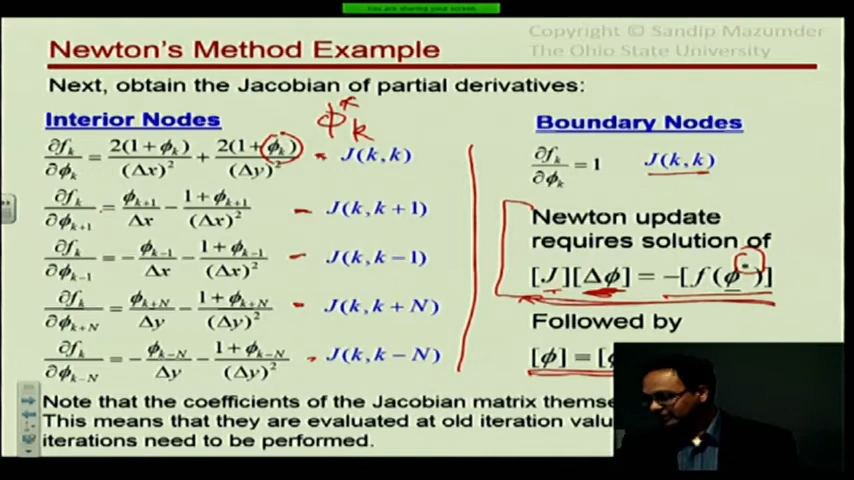 You are sharing your screen
Copyright © Sandip Mazumder
The Ohio State University
Newton's Method Example
Next, obtain the Jacobian of partial derivatives:
Interior Nodes
ϕ*k
∂f_k/∂ϕ_k = 2(1+ϕ_k)/(Δx)² + 2(1+ϕ_k)/(Δy)² - J(k,k)
∂f_k/∂ϕ_{k+1} = ϕ_{k+1}/Δx − (1+ϕ_{k+1})/(Δx)² - J(k,k+1)
∂f_k/∂ϕ_{k−1} = −ϕ_{k−1}/Δx − (1+ϕ_{k−1})/(Δx)² - J(k,k−1)
∂f_k/∂ϕ_{k+N} = ϕ_{k+N}/Δy − (1+ϕ_{k+N})/(Δy)² - J(k,k+N)
∂f_k/∂ϕ_{k−N} = −ϕ_{k−N}/Δy − (1+ϕ_{k−N})/(Δy)² - J(k,k−N)
Boundary Nodes
∂f_k/∂ϕ_k = 1 J(k,k)
Newton update
requires solution of
[J][Δϕ] = −[f(ϕ*)]
Followed by
[ϕ] = [
Note that the coefficients of the Jacobian matrix
This means that they are evaluated at old iteration
iterations need to be performed.